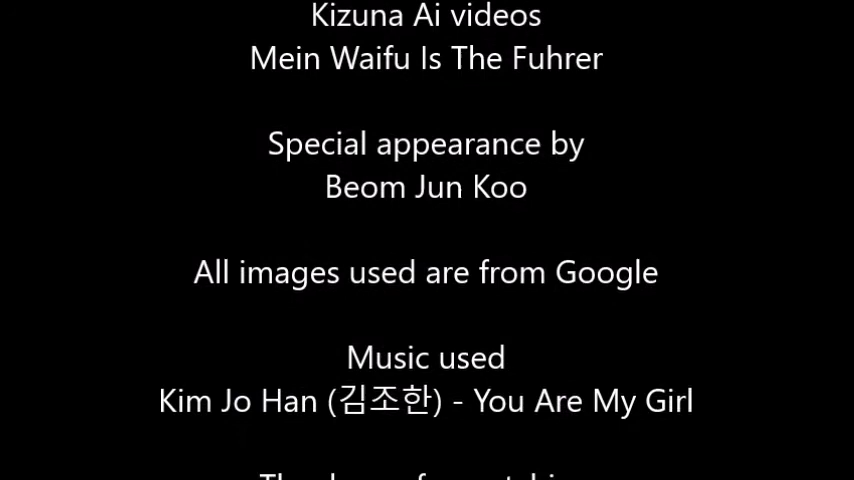 Kizuna Ai videos
Mein Waifu Is The Fuhrer
Special appearance by
Beom Jun Koo
All images used are from Google
Music used
Kim Jo Han (김조한) - You Are My Girl